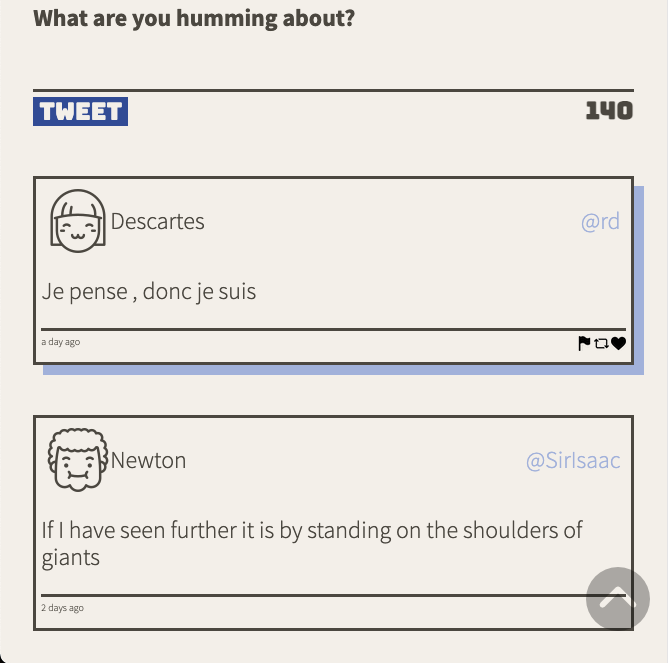 What are you humming about?
TWEET 140
Descartes @rd
Je pense , donc je suis
a day ago
Newton @SirIsaac
If I have seen further it is by standing on the shoulders of
giants
2 days ago